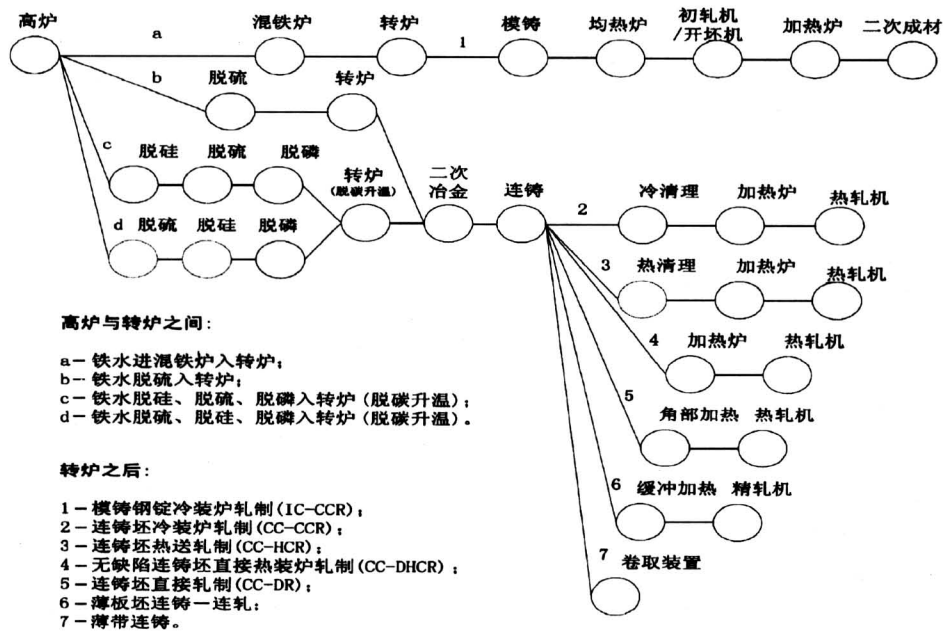 高炉
a
混铁炉
转炉
1
模铸
均热炉
初轧机
/开坯机
加热炉
二次成材
b
脱硫
转炉
c
脱硅
脱硫
脱磷
转炉
(脱碳升温)
二次
冶金
连铸
2
冷清理
加热炉
热轧机
d
脱硫
脱硅
脱磷
3
热清理
加热炉
热轧机
4
加热炉
热轧机
5
角部加热
热轧机
6
缓冲加热
精轧机
7
卷取装置
高炉与转炉之间:
a-铁水进混铁炉入转炉;
b-铁水脱硫入转炉;
c-铁水脱硅、脱硫、脱磷入转炉(脱碳升温);
d-铁水脱硫、脱硅、脱磷入转炉(脱碳升温)。
转炉之后:
1-模铸钢锭冷装炉轧制(IC-CCR);
2-连铸坯冷装炉轧制(CC-CCR);
3-连铸坯热送轧制(CC-HCR);
4-无缺陷连铸坯直接热装炉轧制(CC-DHCR);
5-连铸坯直接轧制(CC-DR);
6-薄板坯连铸一连轧;
7-薄带连铸。